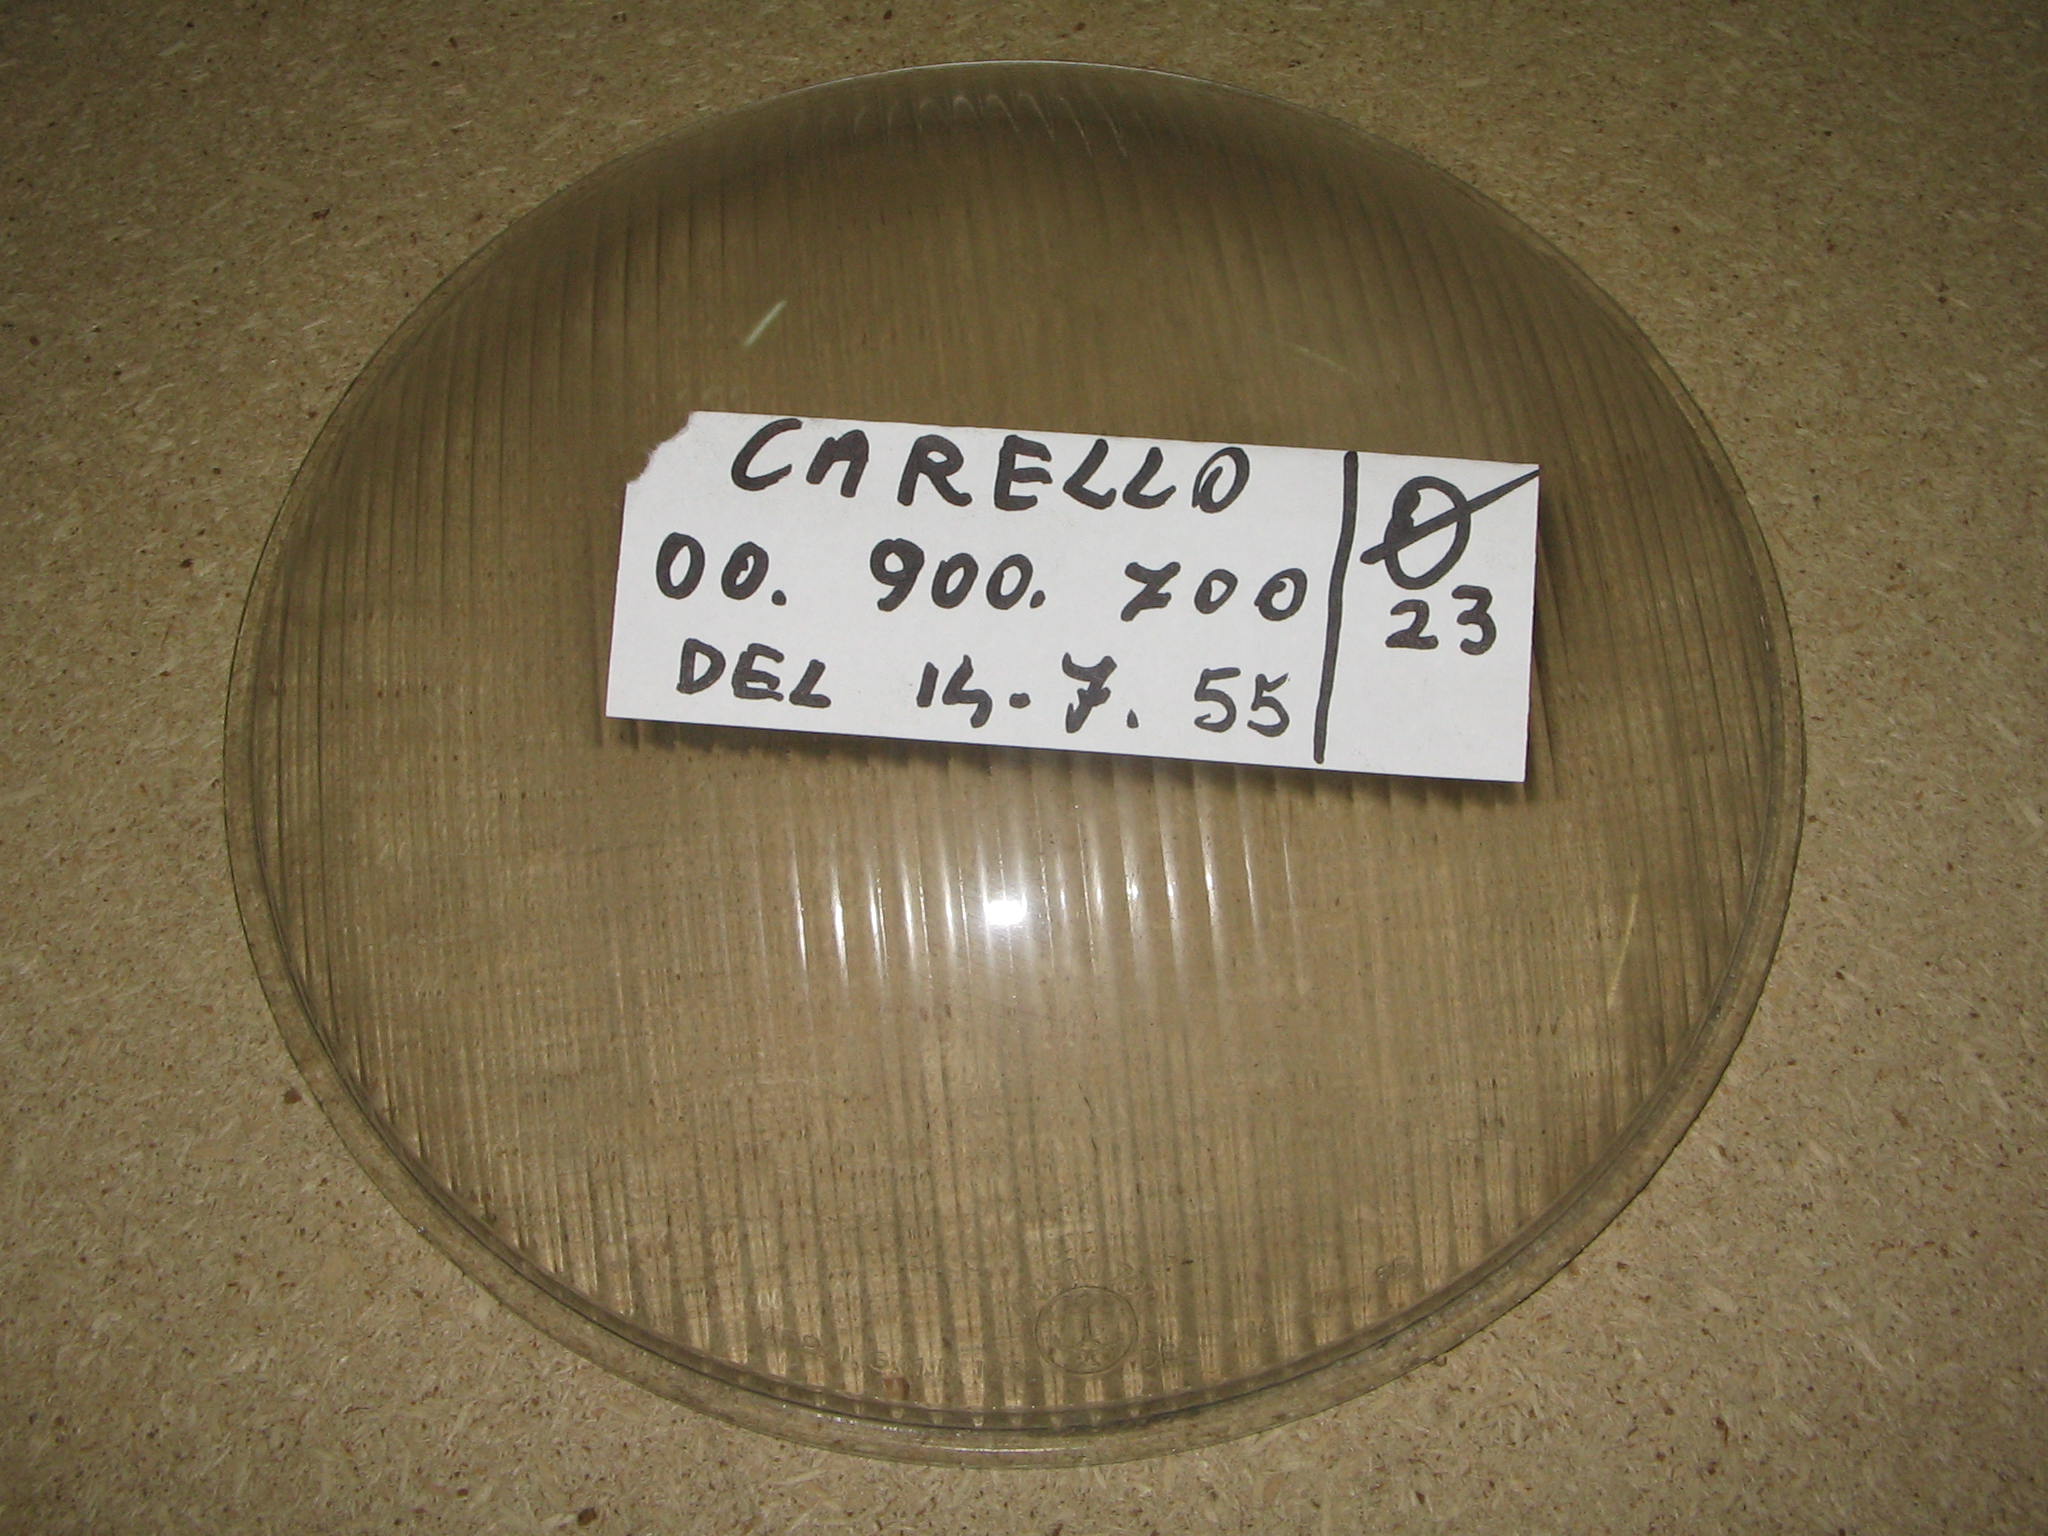 CARELLO
00. 900. 700
DEL 14-7. 55
Ø
23